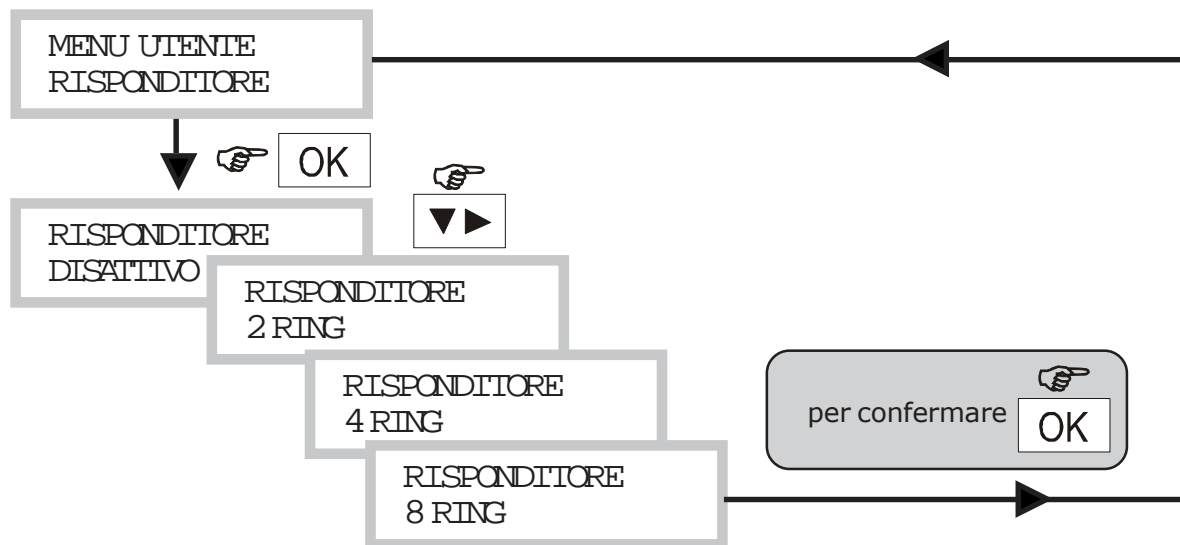 MENU UTENTE
RISPONDITORE
OK
RISPONDITORE
DISATTIVO
RISPONDITORE
2 RING
RISPONDITORE
4 RING
RISPONDITORE
8 RING
per confermare
OK